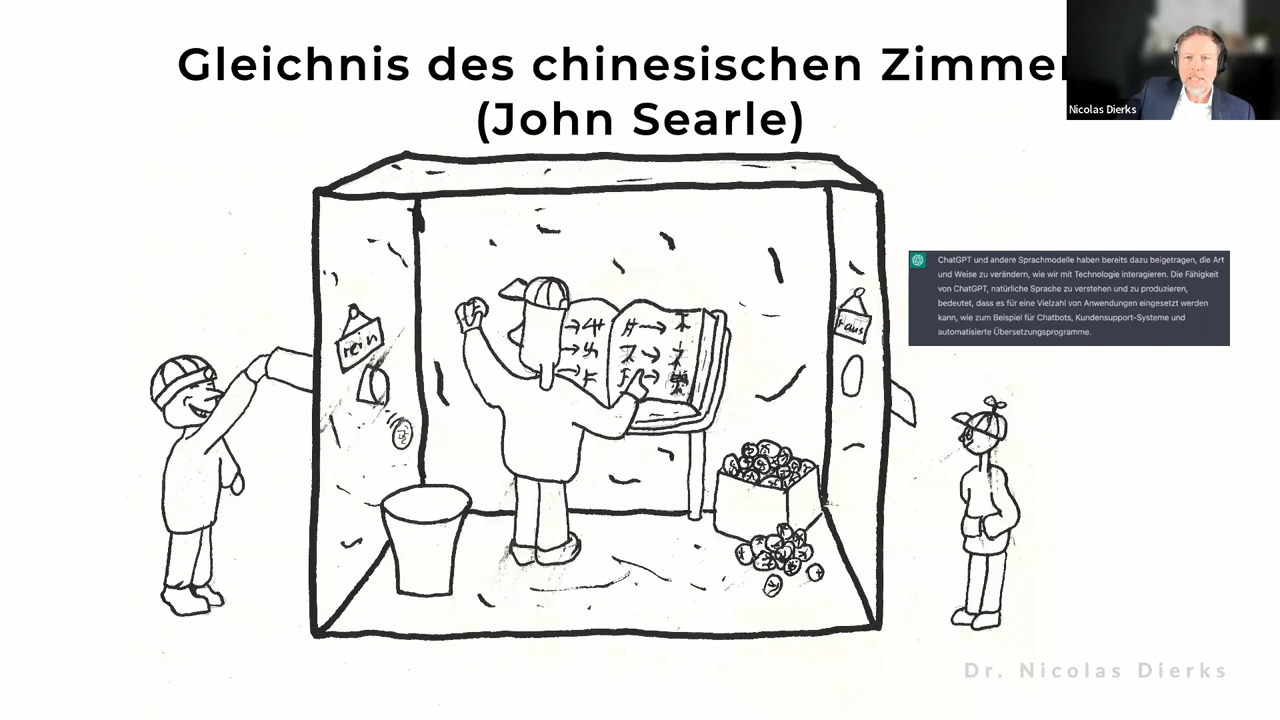 Gleichnis des chinesischen Zimmer
(John Searle)
Nicolas Dierks
ChatGPT und andere Sprachmodelle haben bereits dazu beigetragen, die Art
und Weise zu verändern, wie wir mit Technologie interagieren. Die Fähigkeit
von ChatGPT, natürliche Sprache zu verstehen und zu produzieren,
bedeutet, dass es für eine Vielzahl von Anwendungen eingesetzt werden
kann, wie zum Beispiel für Chatbots, Kundensupport-Systeme und
automatisierte Übersetzungsprogramme.
rein
raus
Dr. Nicolas Dierks